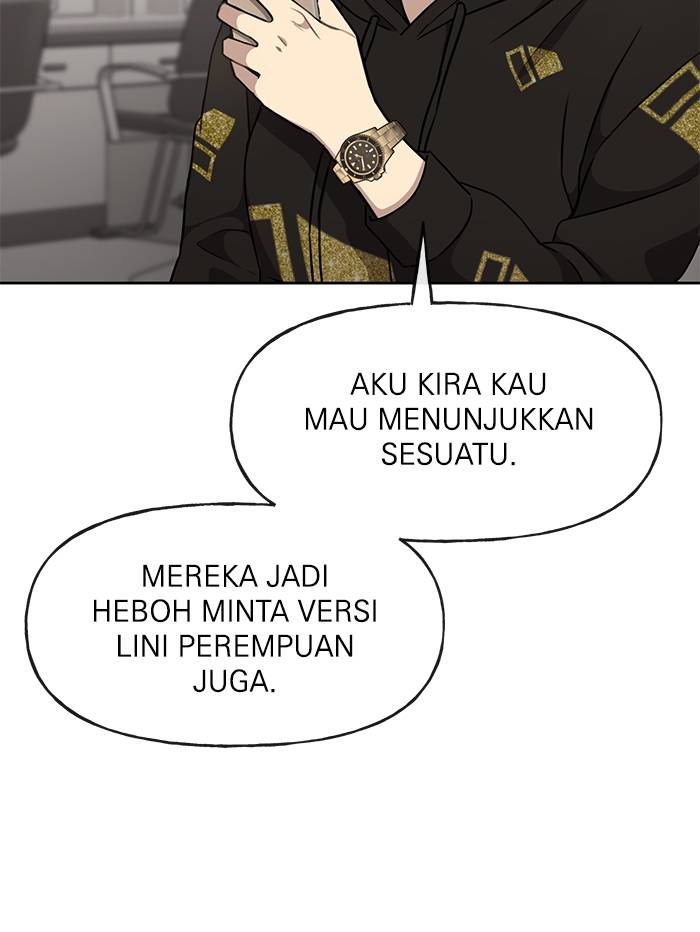 AKU KIRA KAU
MAU MENUNJUKKAN
SESUATU.
MEREKA JADI
HEBOH MINTA VERSI
LINI PEREMPUAN
JUGA.